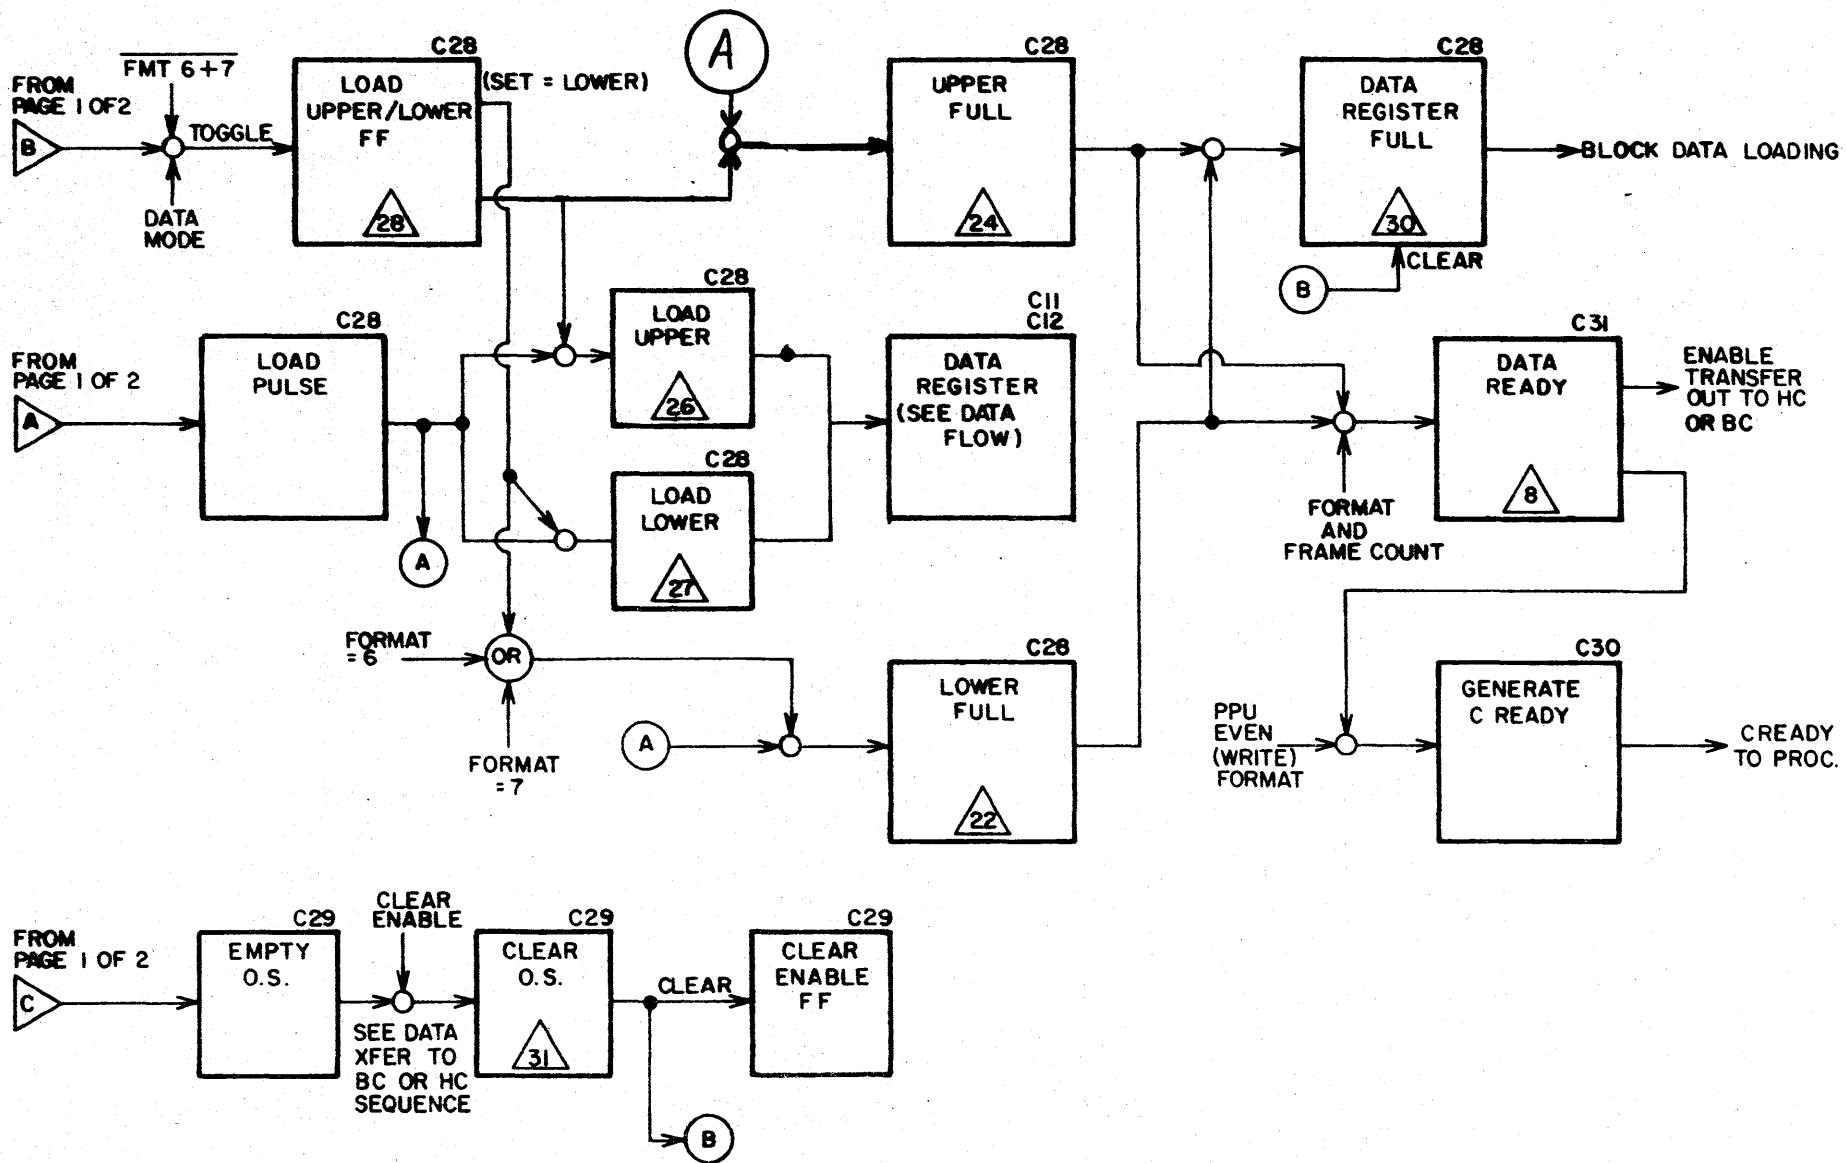 C28
A
C28
C28
FMT 6+7
FROM
PAGE 1 OF 2
B
TOGGLE
DATA
MODE
LOAD
UPPER/LOWER
FF
28
(SET = LOWER)
UPPER
FULL
24
DATA
REGISTER
FULL
30
BLOCK DATA LOADING
B
CLEAR
FROM
PAGE 1 OF 2
A
C28
LOAD
PULSE
A
C28
LOAD
UPPER
26
C28
LOAD
LOWER
27
C11
C12
DATA
REGISTER
(SEE DATA
FLOW)
C31
DATA
READY
8
ENABLE
TRANSFER
OUT TO HC
OR BC
FORMAT
AND
FRAME COUNT
FORMAT
= 6
OR
FORMAT
= 7
A
C28
LOWER
FULL
22
PPU
EVEN
(WRITE)
FORMAT
C30
GENERATE
C READY
CREADY
TO PROC.
FROM
PAGE 1 OF 2
C
C29
EMPTY
O.S.
CLEAR
ENABLE
SEE DATA
XFER TO
BC OR HC
SEQUENCE
C29
CLEAR
O.S.
31
CLEAR
B
C29
CLEAR
ENABLE
FF